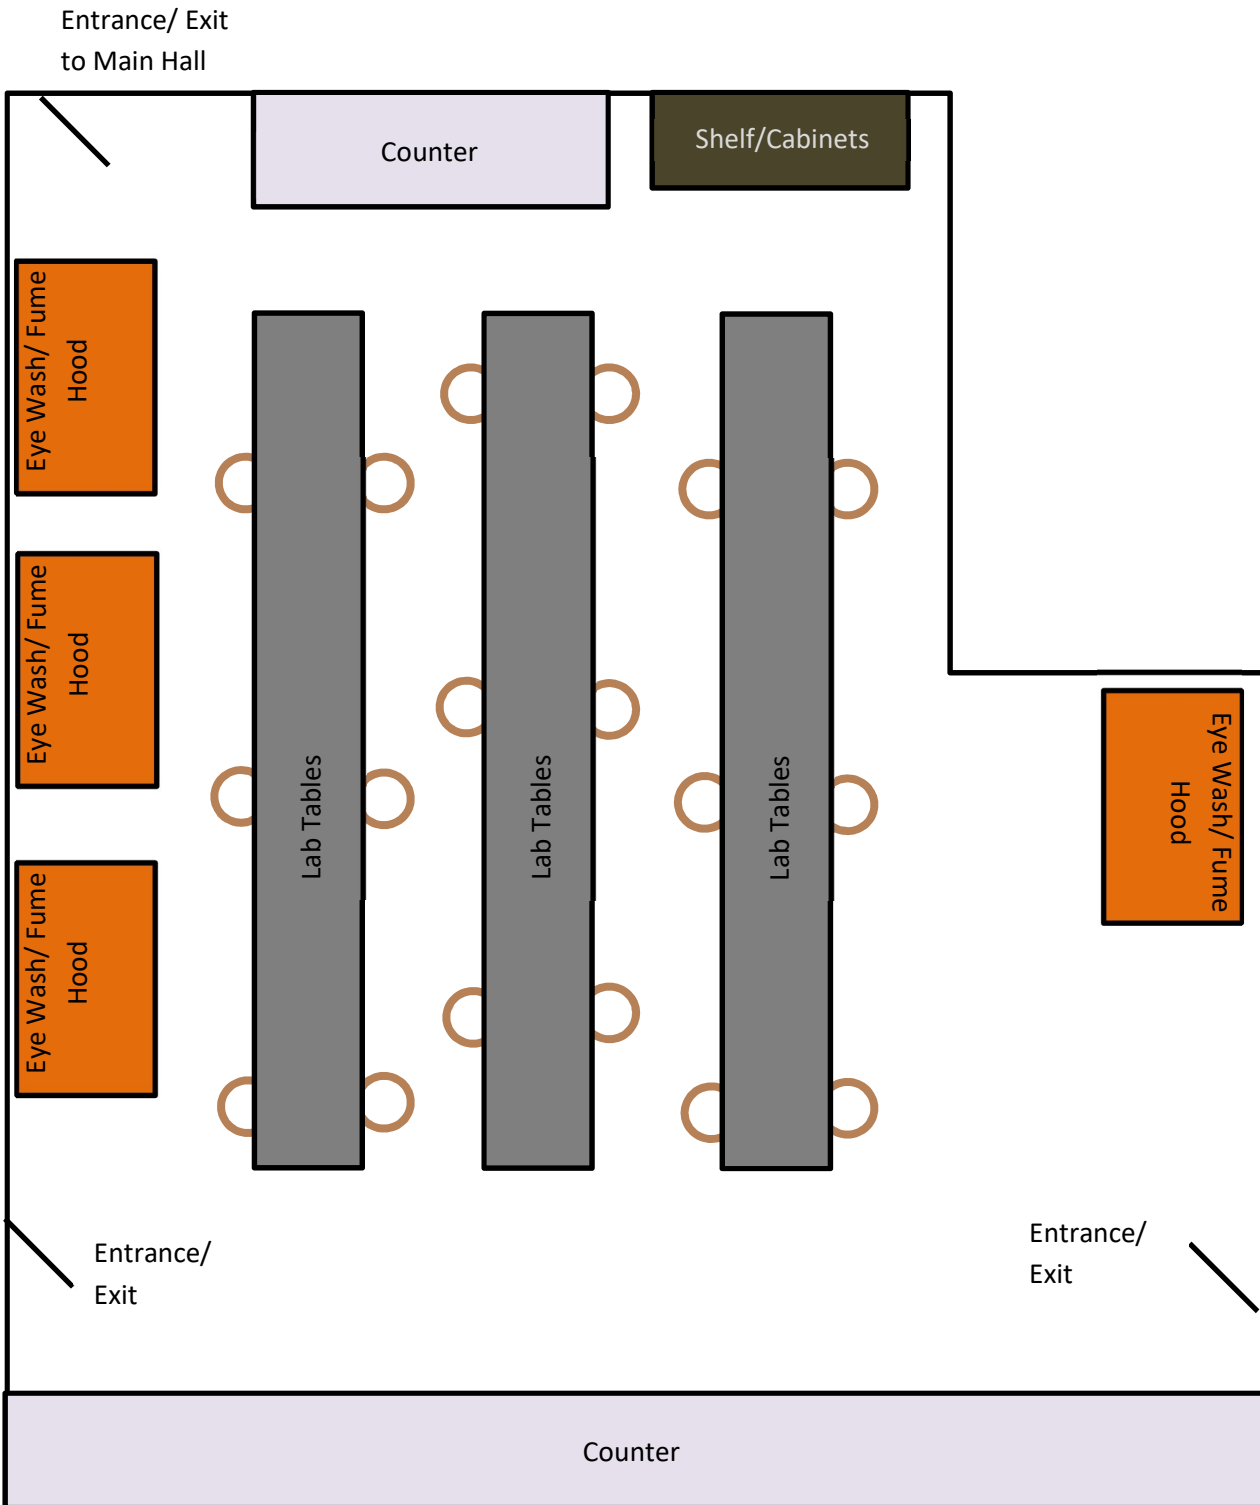 Entrance/ Exit
to Main Hall
Counter
Shelf/Cabinets
Eye Wash/ Fume
Hood
Eye Wash/ Fume
Hood
Eye Wash/ Fume
Hood
Lab Tables
Lab Tables
Lab Tables
Eye Wash/ Fume
Hood
Entrance/
Exit
Entrance/
Exit
Counter